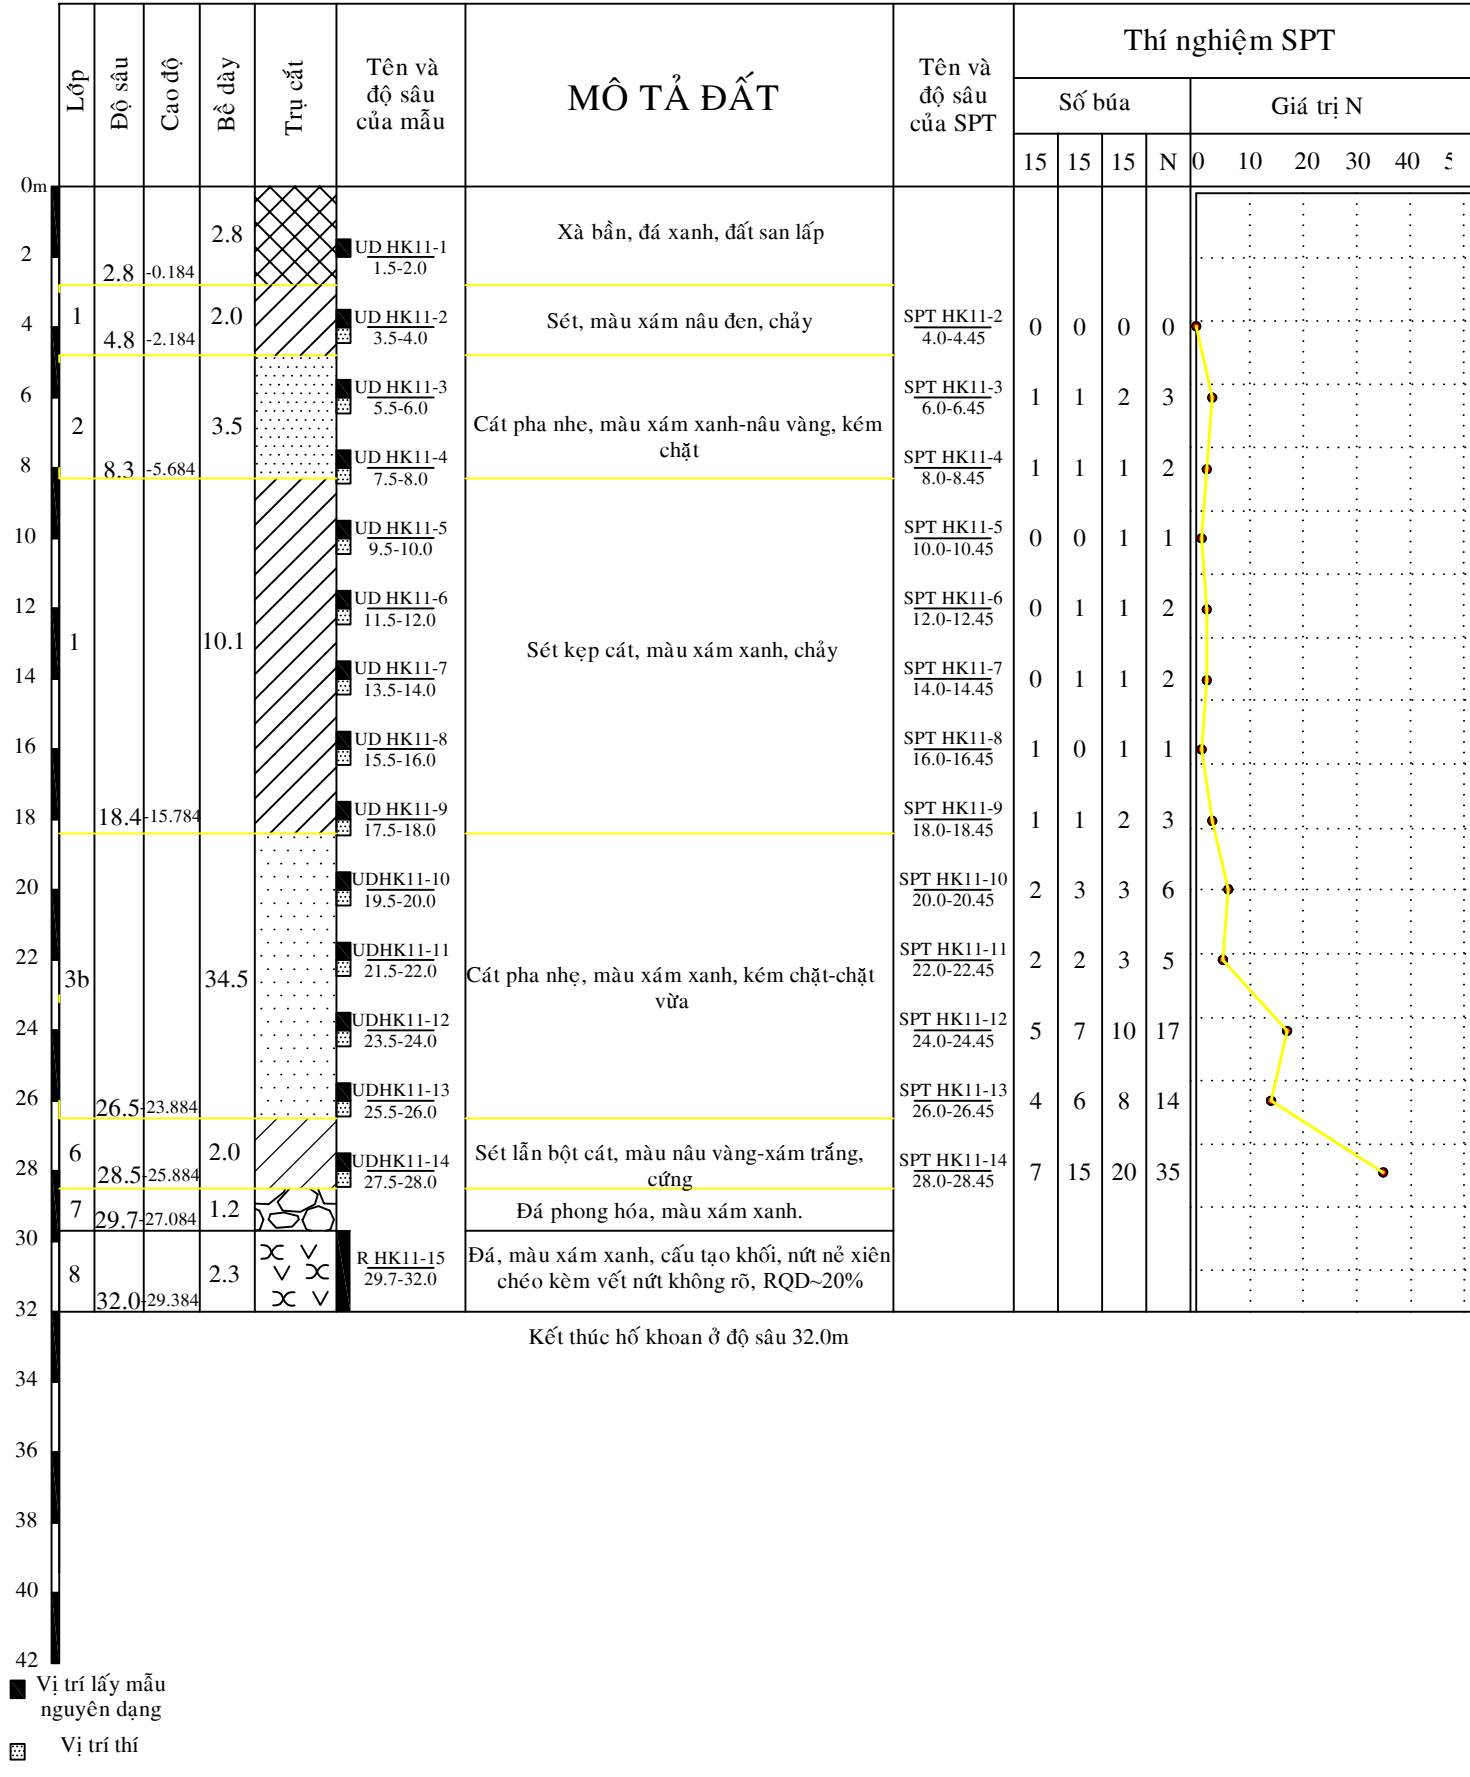 Lớp
Độ sâu
Cao độ
Bề dày
Trụ cắt
Tên và
độ sâu
của mẫu
MÔ TẢ ĐẤT
Tên và
độ sâu
của SPT
Thí nghiệm SPT
Số búa
Giá trị N
15 15 15 N 0 10 20 30 40
0m
2.8 -0.184 2.8
UD HK11-1
1.5-2.0
Xà bần, đá xanh, đất san lấp
2
1 4.8 -2.184 2.0
UD HK11-2
3.5-4.0
Sét, màu xám nâu đen, chảy
SPT HK11-2
4.0-4.45
0 0 0 0
4
2 8.3 -5.684 3.5
UD HK11-3
5.5-6.0
SPT HK11-3
6.0-6.45
1 1 2 3
6
Cát pha nhe, màu xám xanh-nâu vàng, kém
chặt
UD HK11-4
7.5-8.0
SPT HK11-4
8.0-8.45
1 1 1 2
8
UD HK11-5
9.5-10.0
SPT HK11-5
10.0-10.45
0 0 1 1
10
UD HK11-6
11.5-12.0
SPT HK11-6
12.0-12.45
0 1 1 2
12
1 18.4 -15.784 10.1
Sét kẹp cát, màu xám xanh, chảy
UD HK11-7
13.5-14.0
SPT HK11-7
14.0-14.45
0 1 1 2
14
UD HK11-8
15.5-16.0
SPT HK11-8
16.0-16.45
1 0 1 1
16
UD HK11-9
17.5-18.0
SPT HK11-9
18.0-18.45
1 1 2 3
18
UDHK11-10
19.5-20.0
SPT HK11-10
20.0-20.45
2 3 3 6
20
UDHK11-11
21.5-22.0
SPT HK11-11
22.0-22.45
2 2 3 5
22
3b 26.5 -23.884 34.5
Cát pha nhẹ, màu xám xanh, kém chặt-chặt
vừa
UDHK11-12
23.5-24.0
SPT HK11-12
24.0-24.45
5 7 10 17
24
UDHK11-13
25.5-26.0
SPT HK11-13
26.0-26.45
4 6 8 14
26
6 28.5 -25.884 2.0
UDHK11-14
27.5-28.0
Sét lẫn bột cát, màu nâu vàng-xám trắng,
cứng
SPT HK11-14
28.0-28.45
7 15 20 35
28
7 29.7 -27.084 1.2
Đá phong hóa, màu xám xanh.
30
8 32.0 -29.384 2.3
R HK11-15
29.7-32.0
Đá, màu xám xanh, cấu tạo khối, nứt nẻ xiên
chéo kèm vết nứt không rõ, RQD~20%
32
Kết thúc hố khoan ở độ sâu 32.0m
34
36
38
40
42
Vị trí lấy mẫu
nguyên dạng
Vị trí thí